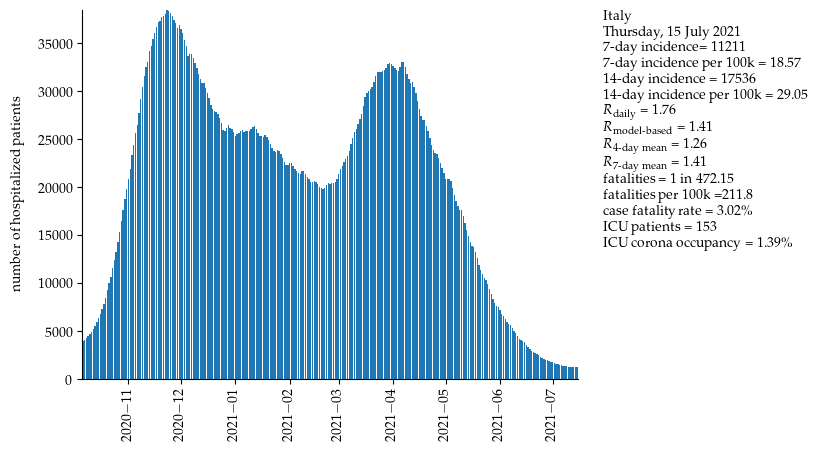 number of hospitalized patients
35000
30000
25000
20000
15000
10000
5000
0
2020−11
2020−12
2021−01
2021−02
2021−03
2021−04
2021−05
2021−06
2021−07
Italy
Thursday, 15 July 2021
7-day incidence= 11211
7-day incidence per 100k = 18.57
14-day incidence = 17536
14-day incidence per 100k = 29.05
R daily = 1.76
R model-based = 1.41
R 4-day mean = 1.26
R 7-day mean = 1.41
fatalities = 1 in 472.15
fatalities per 100k =211.8
case fatality rate = 3.02%
ICU patients = 153
ICU corona occupancy = 1.39%